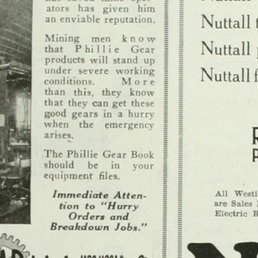 ators has given him
an enviable reputation.
Mining men know
that Phillie Gear
products will stand up
under severe working
conditions. More
than this, they know
that they can get these
good gears in a hurry
when the emergency
arises.
The Phillie Gear Book
should be in your
equipment files.
Immediate Atten-
tion to "Hurry
Orders and
Breakdown Jobs."
Nuttall
Nuttall
Nuttall
All Westi
are Sales
Electric